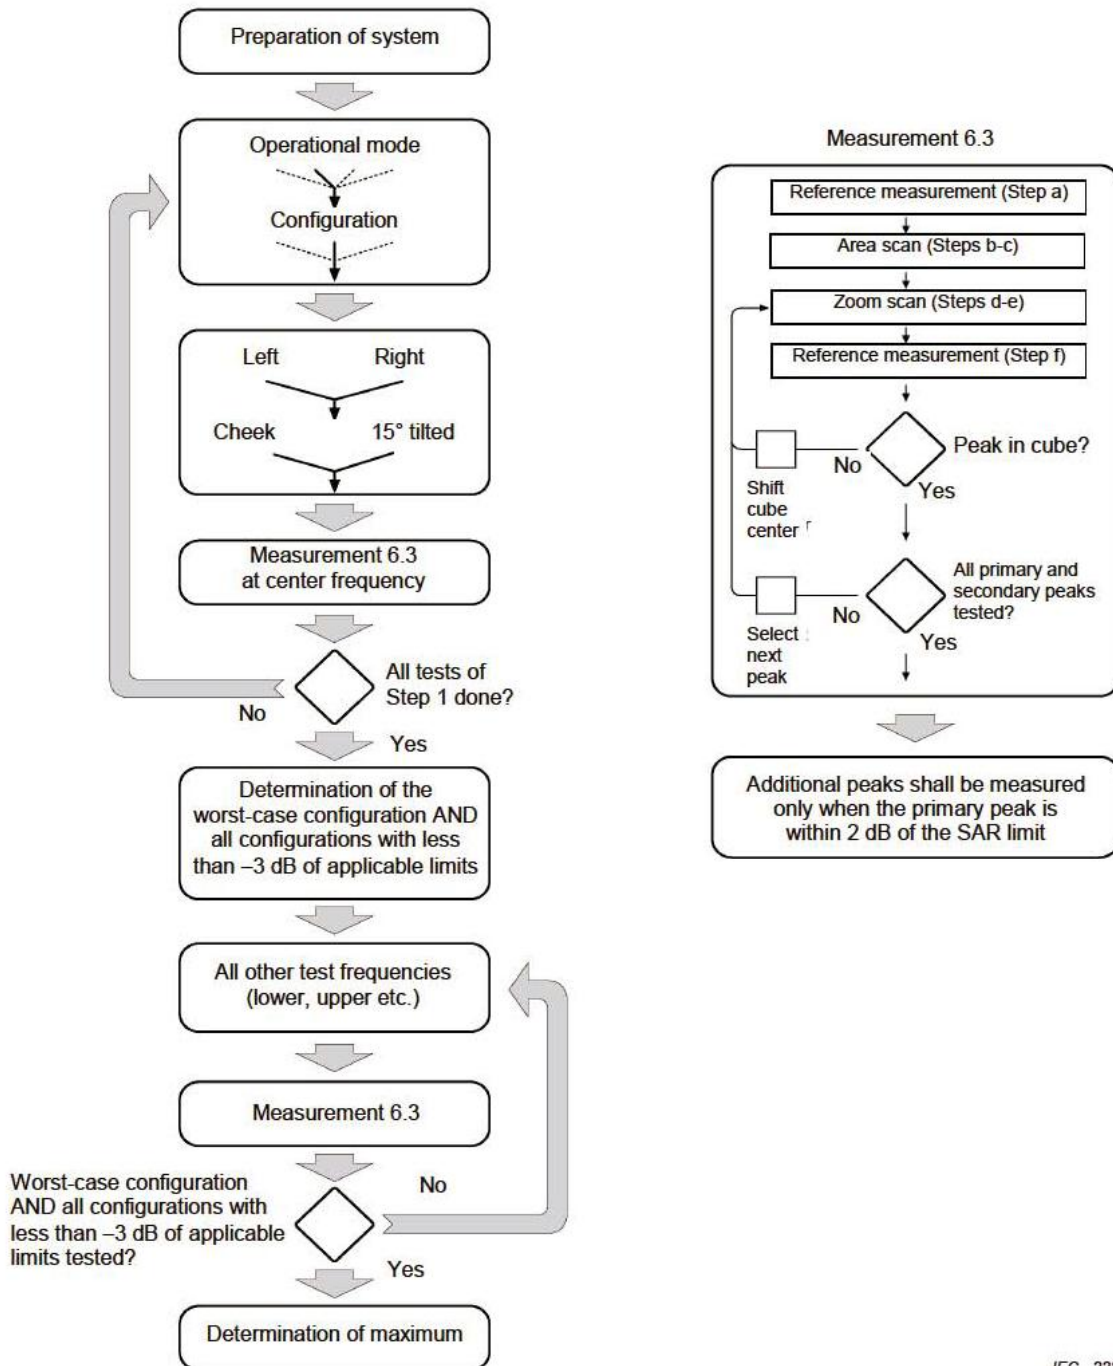 Preparation of system
Operational mode
Configuration
Left Right
Cheek 15° tilted
Measurement 6.3
at center frequency
All tests of
Step 1 done?
No
Yes
Determination of the
worst-case configuration AND
all configurations with less
than –3 dB of applicable limits
All other test frequencies
(lower, upper etc.)
Measurement 6.3
Worst-case configuration
AND all configurations with
less than –3 dB of applicable
limits tested?
No
Yes
Determination of maximum
Measurement 6.3
Reference measurement (Step a)
Area scan (Steps b-c)
Zoom scan (Steps d-e)
Reference measurement (Step f)
Peak in cube?
No
Yes
Shift
cube
center
All primary and
secondary peaks
tested?
No
Yes
Select
next
peak
Additional peaks shall be measured
only when the primary peak is
within 2 dB of the SAR limit